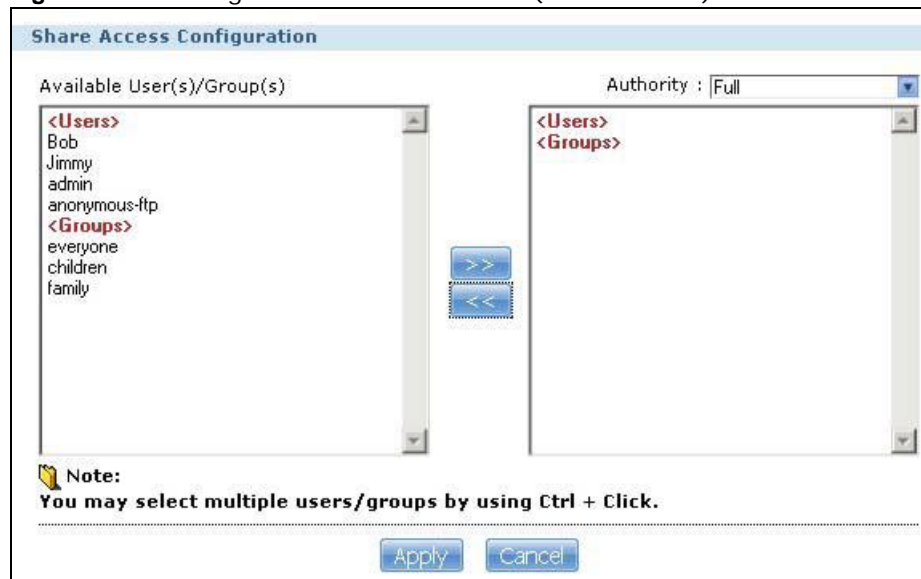 Share Access Configuration
Available User(s)/Group(s)
Authority : Full
<Users>
Bob
Jimmy
admin
anonymous-ftp
<Groups>
everyone
children
family
>>
<<
<Users>
<Groups>
Note:
You may select multiple users/groups by using Ctrl + Click.
Apply Cancel